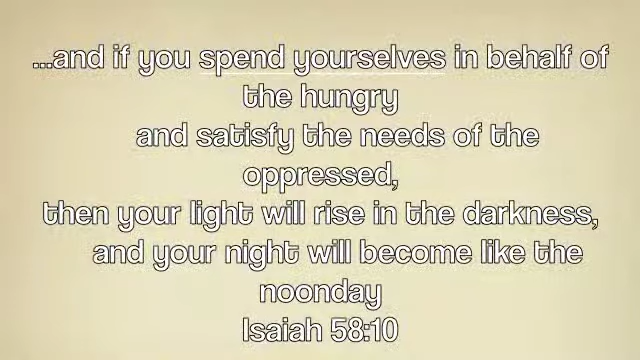 ...and if you spend yourselves in behalf of
the hungry
and satisfy the needs of the
oppressed,
then your light will rise in the darkness,
and your night will become like the
noonday
Isaiah 58:10